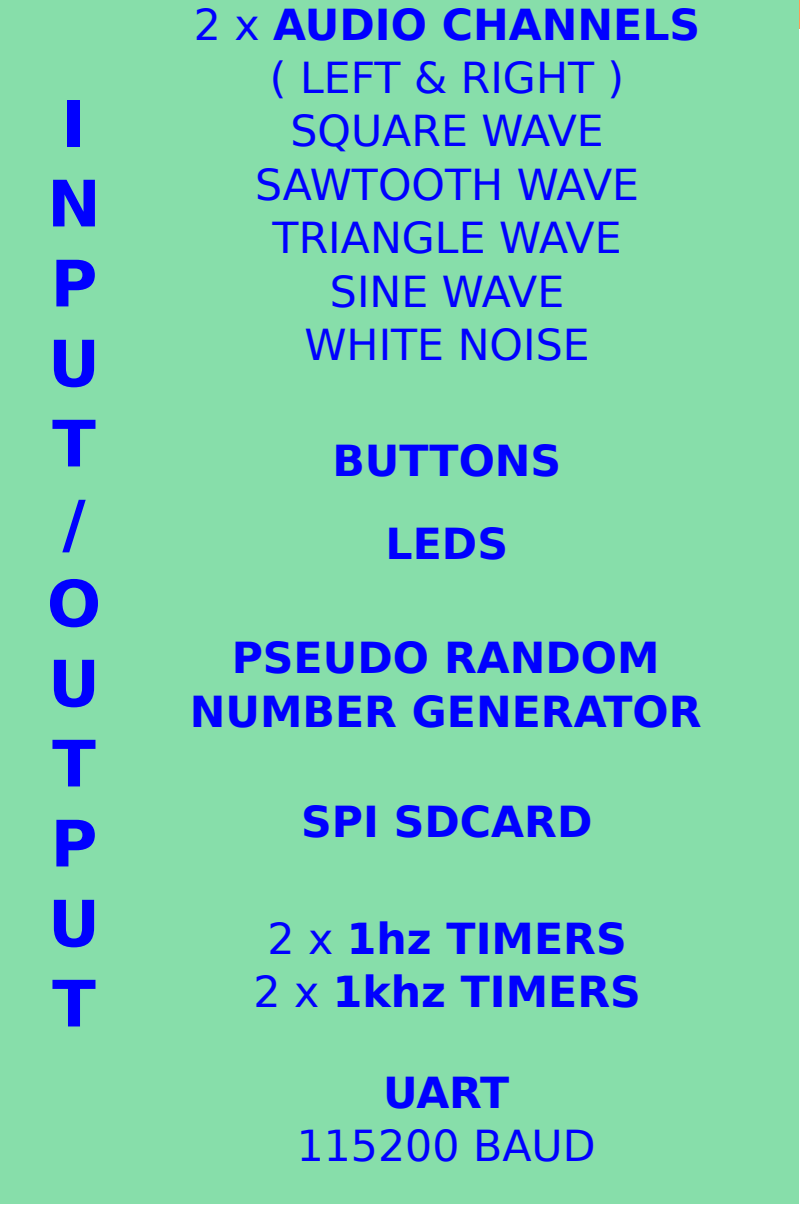 INPUT/OUTPUT
2 x AUDIO CHANNELS
( LEFT & RIGHT )
SQUARE WAVE
SAWTOOTH WAVE
TRIANGLE WAVE
SINE WAVE
WHITE NOISE
BUTTONS
LEDS
PSEUDO RANDOM
NUMBER GENERATOR
SPI SDCARD
2 x 1hz TIMERS
2 x 1khz TIMERS
UART
115200 BAUD